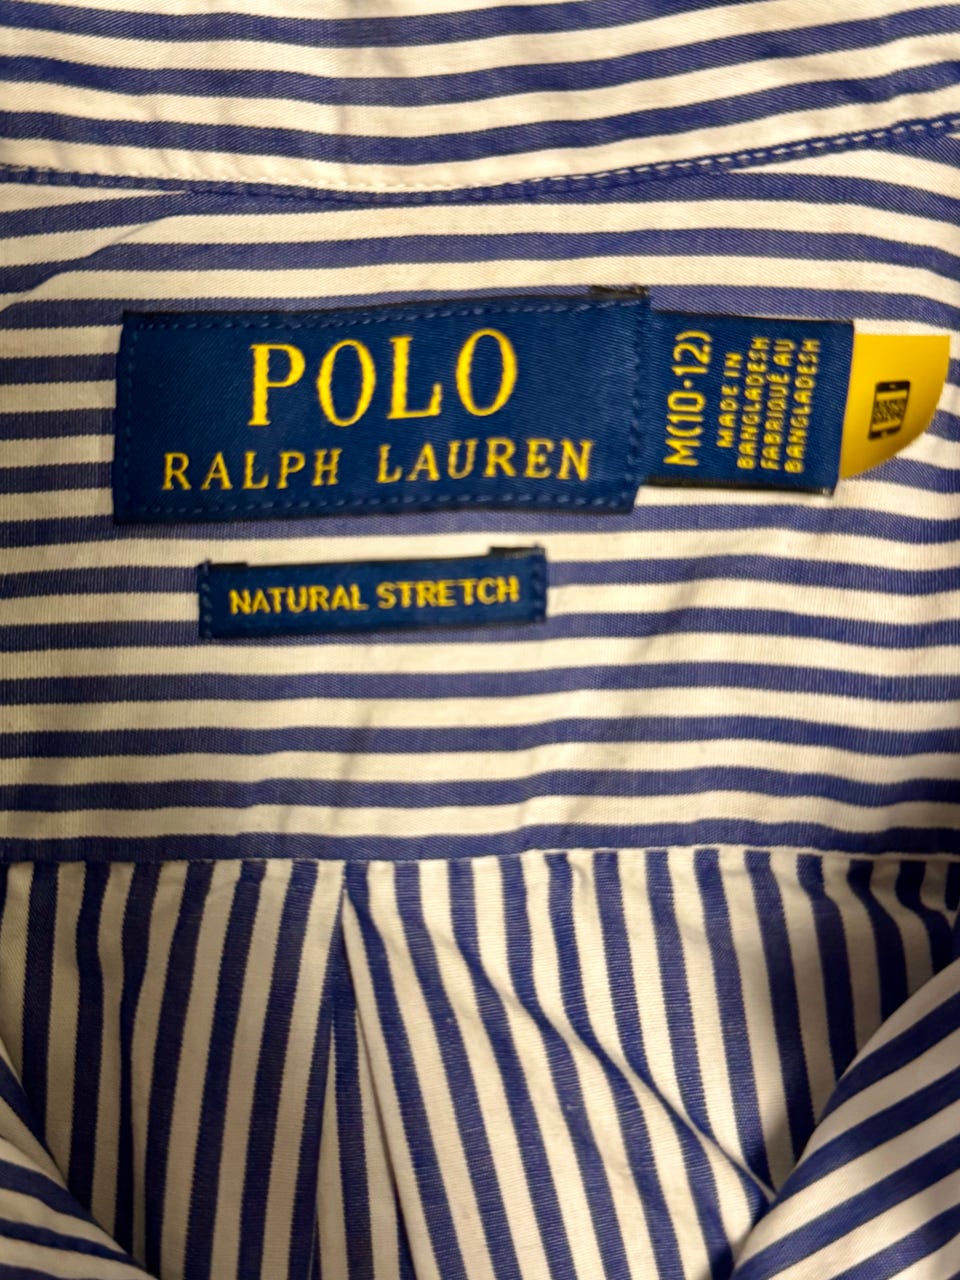 POLO
RALPH LAUREN
M(10-12)
MADE IN
BANGLADESH
FABRIQUÉ AU
BANGLADESH
NATURAL STRETCH